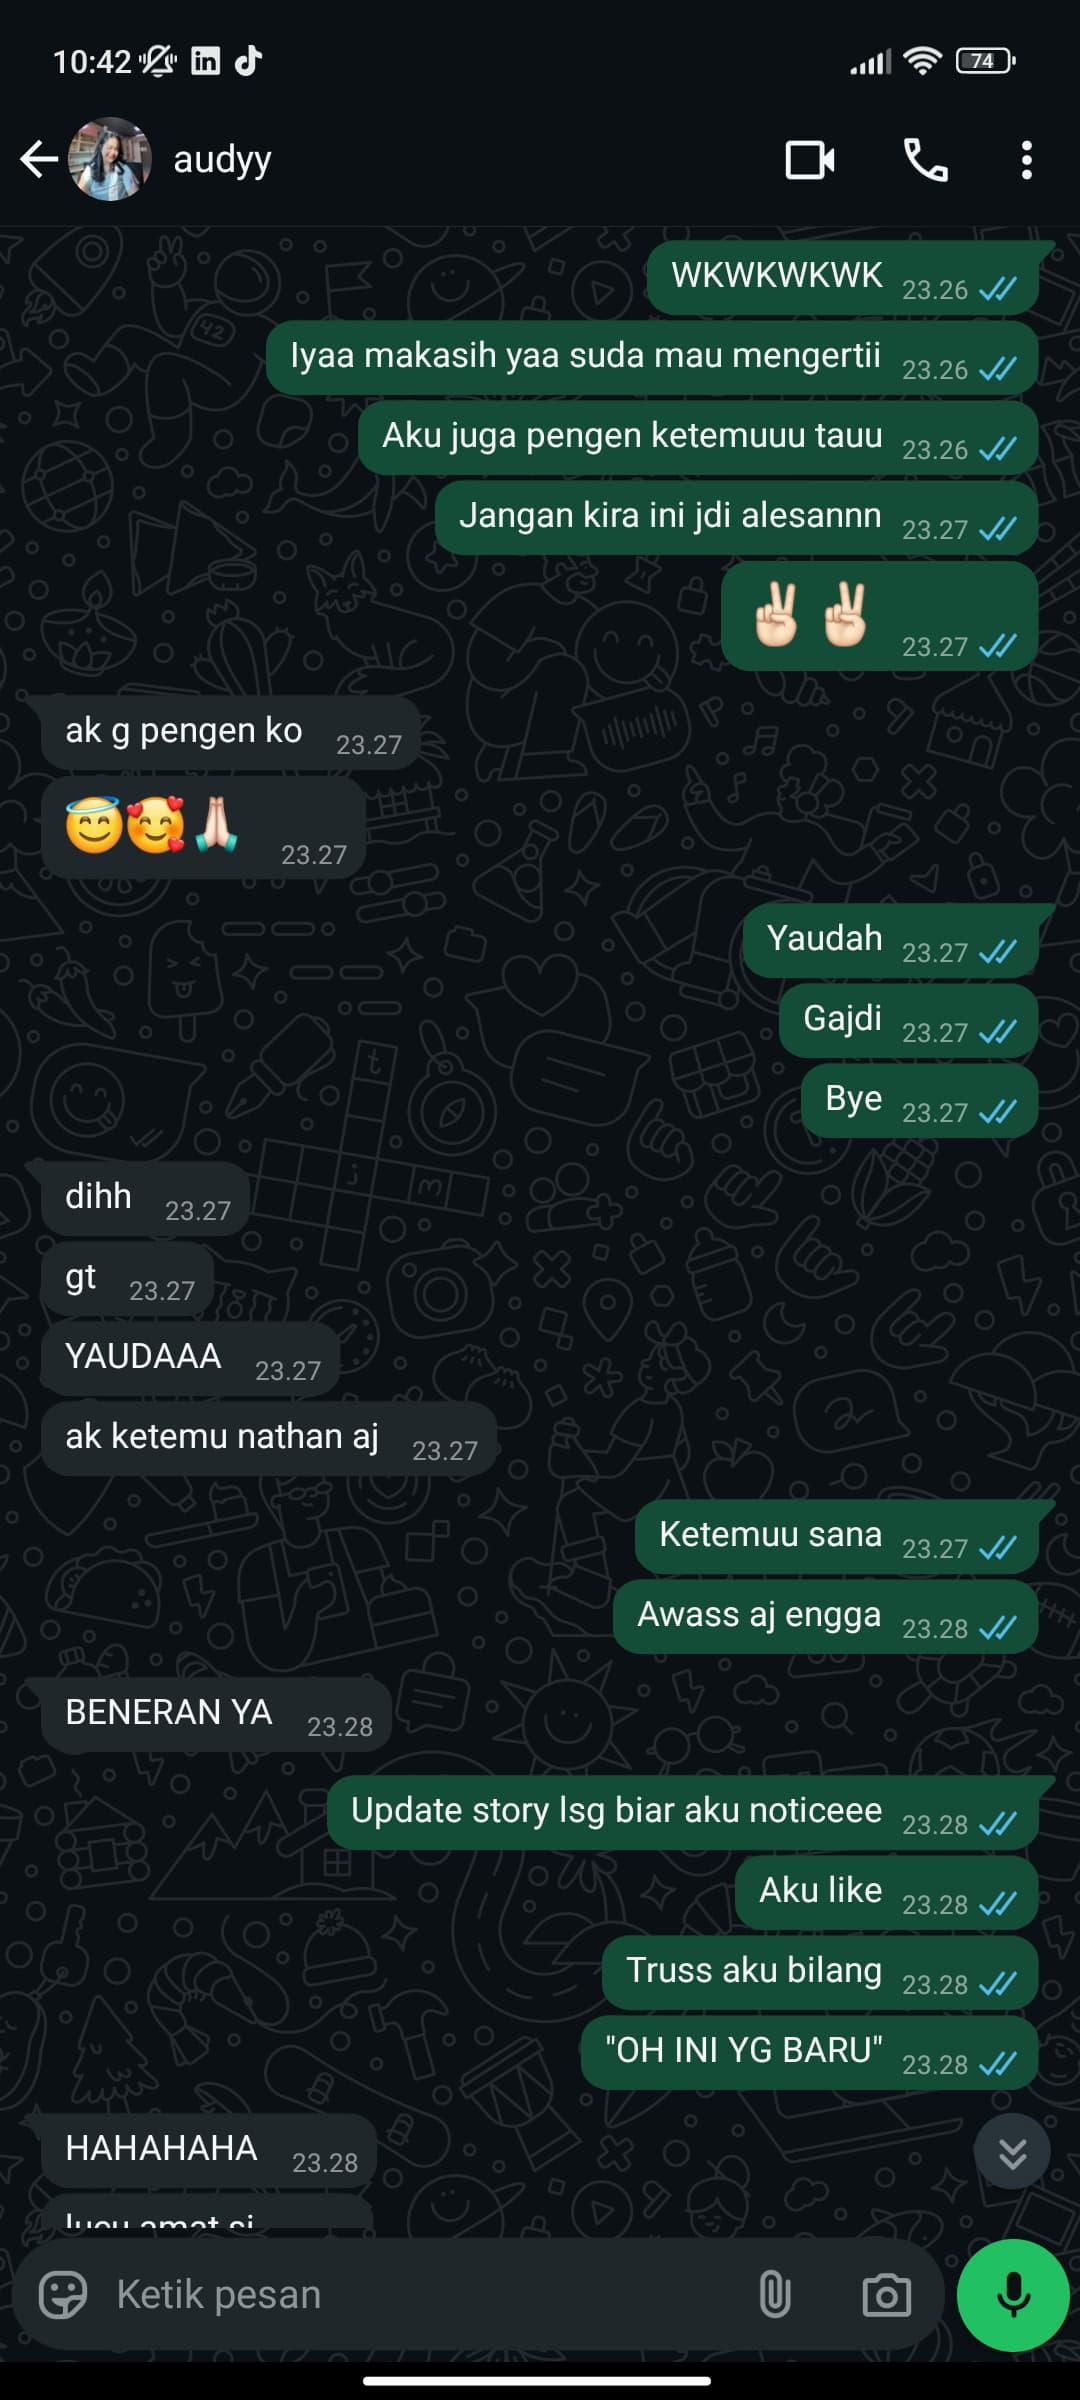 10:42
74
audyy
WKWKWKWK 23.26
Iyaa makasih yaa suda mau mengertii 23.26
Aku juga pengen ketemuuu tauu 23.26
Jangan kira ini jdi alesannn 23.27
✌🏻 ✌🏻 23.27
ak g pengen ko 23.27
😇🥰🙏🏻 23.27
Yaudah 23.27
Gajdi 23.27
Bye 23.27
dihh 23.27
gt 23.27
YAUDAAA 23.27
ak ketemu nathan aj 23.27
Ketemuu sana 23.27
Awass aj engga 23.28
BENERAN YA 23.28
Update story lsg biar aku noticeee 23.28
Aku like 23.28
Truss aku bilang 23.28
"OH INI YG BARU" 23.28
HAHAHAHA 23.28
lucu amat si
Ketik pesan